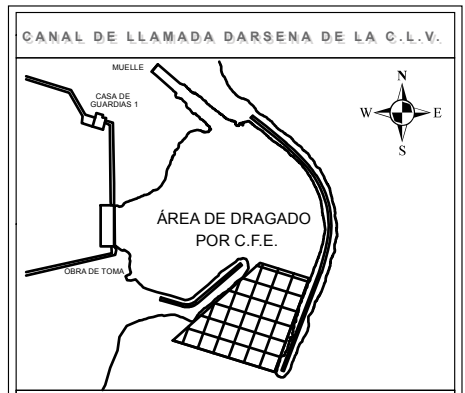 CANAL DE LLAMADA DARSENA DE LA C.L.V.
MUELLE
CASA DE
GUARDIAS 1
N
W
E
S
ÁREA DE DRAGADO
POR C.F.E.
OBRA DE TOMA